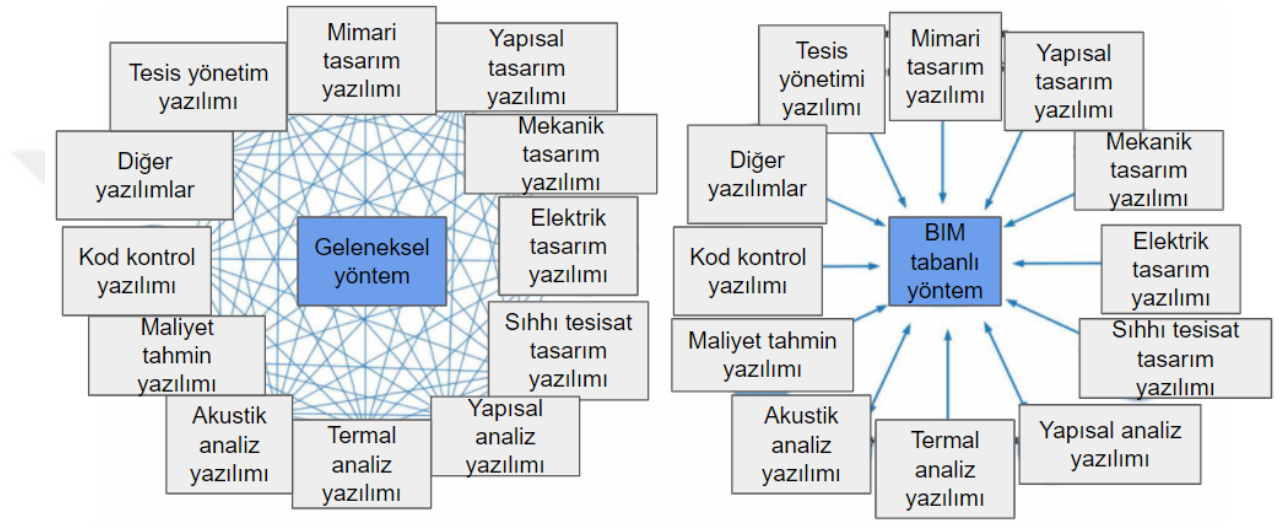 Mimari
tasarım
yazılımı
Yapısal
tasarım
yazılımı
Tesis yönetim
yazılımı
Mekanik
tasarım
yazılımı
Diğer
yazılımlar
Elektrik
tasarım
yazılımı
Geleneksel
yöntem
Kod kontrol
yazılımı
Sıhhı tesisat
tasarım
yazılımı
Maliyet
tahmin
yazılımı
Yapısal
analiz
yazılımı
Akustik
analiz
yazılımı
Termal
analiz
yazılımı
Mimari
tasarım
yazılımı
Tesis
yönetimi
yazılımı
Yapısal
tasarım
yazılımı
Mekanik
tasarım
yazılımı
Diğer
yazılımlar
BIM
tabanlı
yöntem
Kod kontrol
yazılımı
Elektrik
tasarım
yazılımı
Maliyet tahmin
yazılımı
Sıhhı tesisat
tasarım
yazılımı
Akustik
analiz
yazılımı
Termal
analiz
yazılımı
Yapısal analiz
yazılımı